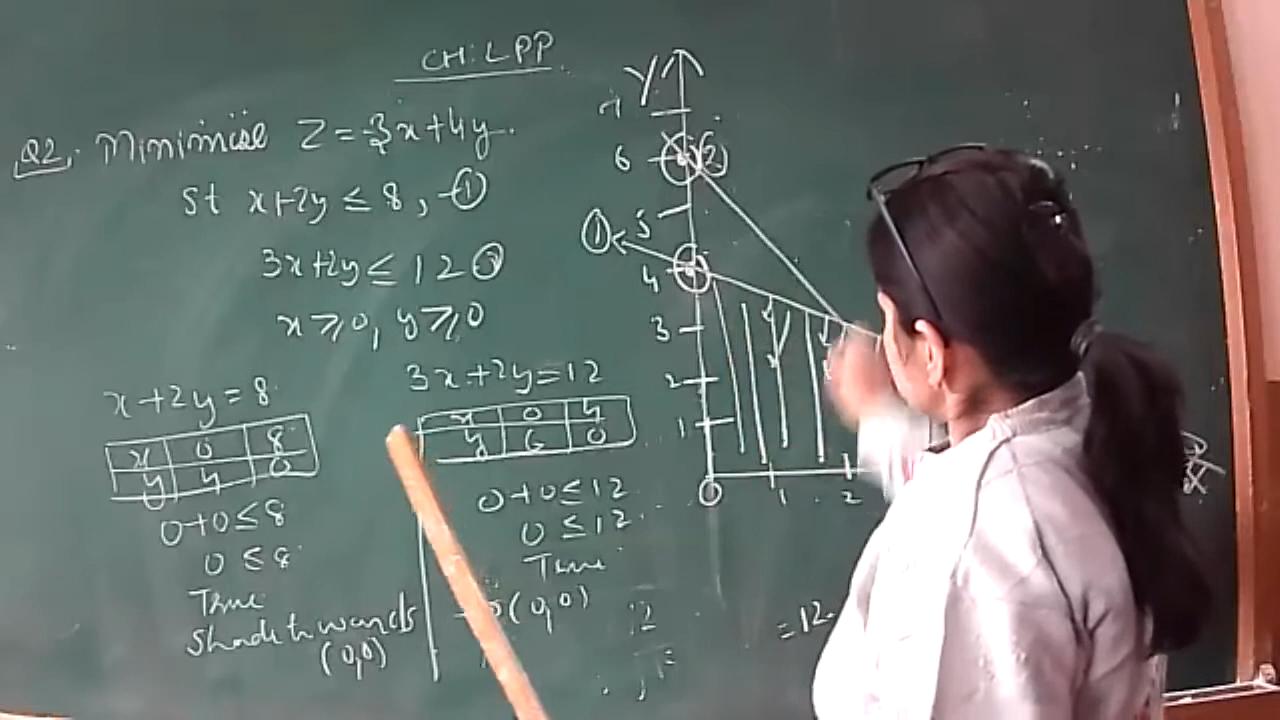 CH: LPP
Q2. Minimise Z = -3x+4y.
st x+2y ≤ 8, -①
3x+2y ≤ 12 ②
x ≥ 0, y ≥ 0
x+2y=8
x 0 8
y 4 0
0+0 ≤ 8
0 ≤ 8
True
Shade towards
(0,0)
3x+2y=12
x 0 4
y 6 0
0+0 ≤ 12
0 ≤ 12
True
(0,0)
Y
7
6 (2)
5
①
4
3
2
1
0 1 2
=12